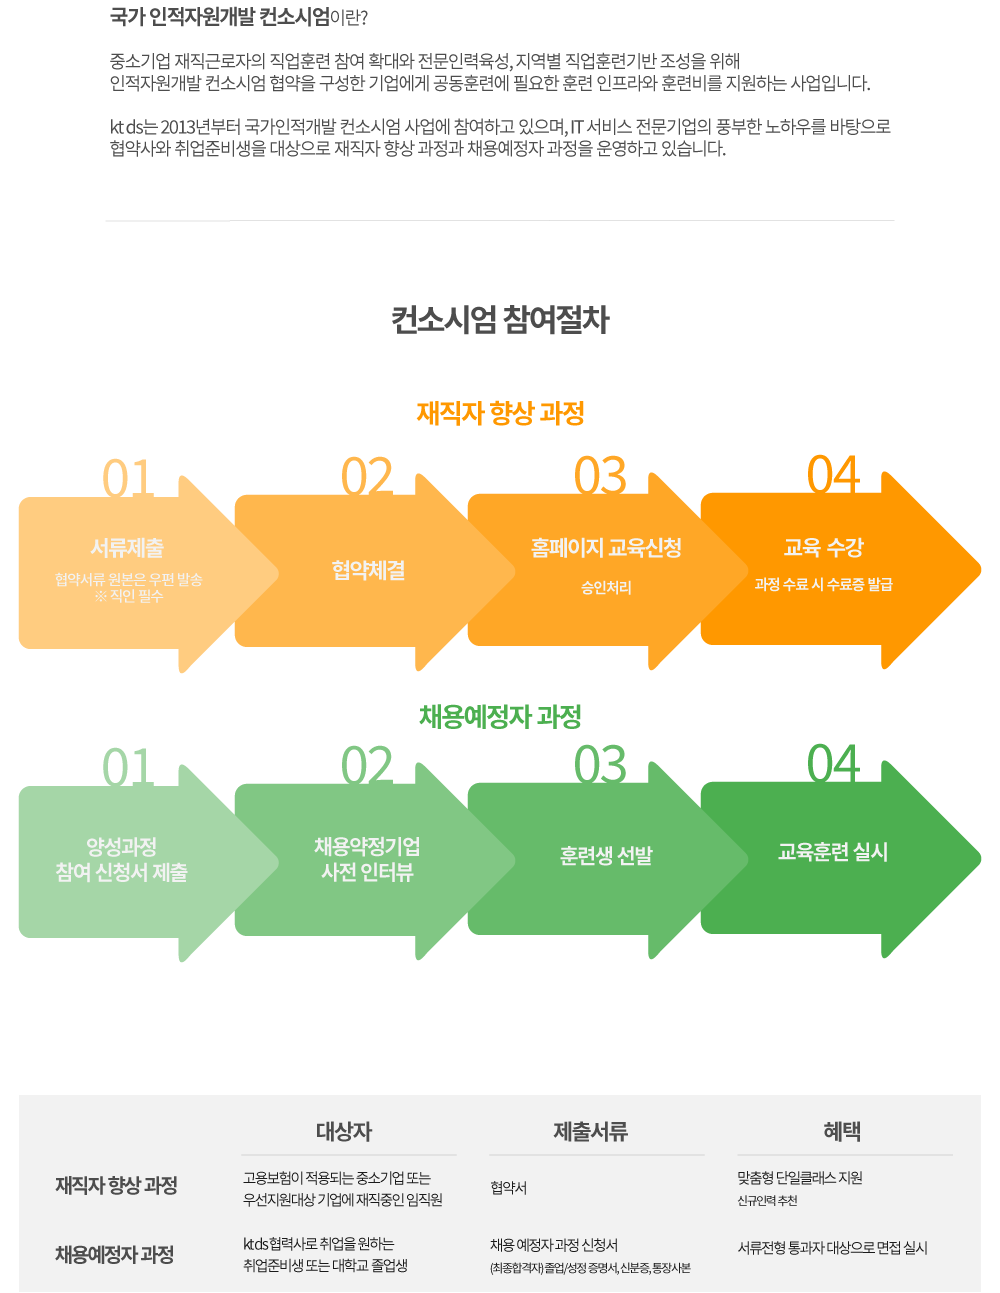 국가 인적자원개발 컨소시엄이란?
중소기업 재직근로자의 직업훈련 참여 확대와 전문인력육성, 지역별 직업훈련기반 조성을 위해
인적자원개발 컨소시엄 협약을 구성한 기업에게 공동훈련에 필요한 훈련 인프라와 훈련비를 지원하는 사업입니다.
kt ds는 2013년부터 국가인적개발 컨소시엄 사업에 참여하고 있으며, IT 서비스 전문기업의 풍부한 노하우를 바탕으로
협약사와 취업준비생을 대상으로 재직자 향상 과정과 채용예정자 과정을 운영하고 있습니다.
컨소시엄 참여절차
재직자 향상 과정
01
서류제출
협약서류 원본은 우편 발송
※ 직인 필수
02
협약체결
03
홈페이지 교육신청
승인처리
04
교육 수강
과정 수료 시 수료증 발급
채용예정자 과정
01
양성과정
참여 신청서 제출
02
채용약정기업
사전 인터뷰
03
훈련생 선발
04
교육훈련 실시
대상자 제출서류 혜택
재직자 향상 과정
고용보험이 적용되는 중소기업 또는
우선지원대상 기업에 재직중인 임직원
협약서
맞춤형 단일클래스 지원
신규인력 추천
채용예정자 과정
kt ds 협력사로 취업을 원하는
취업준비생 또는 대학교 졸업생
채용 예정자 과정 신청서
(최종합격자) 졸업/성정 증명서, 신분증, 통장사본
서류전형 통과자 대상으로 면접 실시